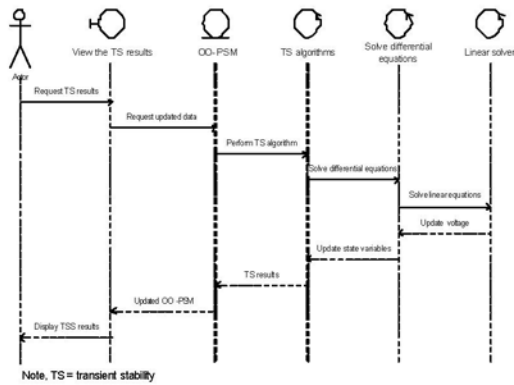 Actor
View the TS results
OO-PSM
TS algorithms
Solve differential
equations
Linear solver
Request TS results
Request updated data
Perform TS algorithm
Solve differential equations
Solve linear equations
Update voltage
Update state variables
TS results
Updated OO -PSM
Display TSS results
Note, TS = transient stability